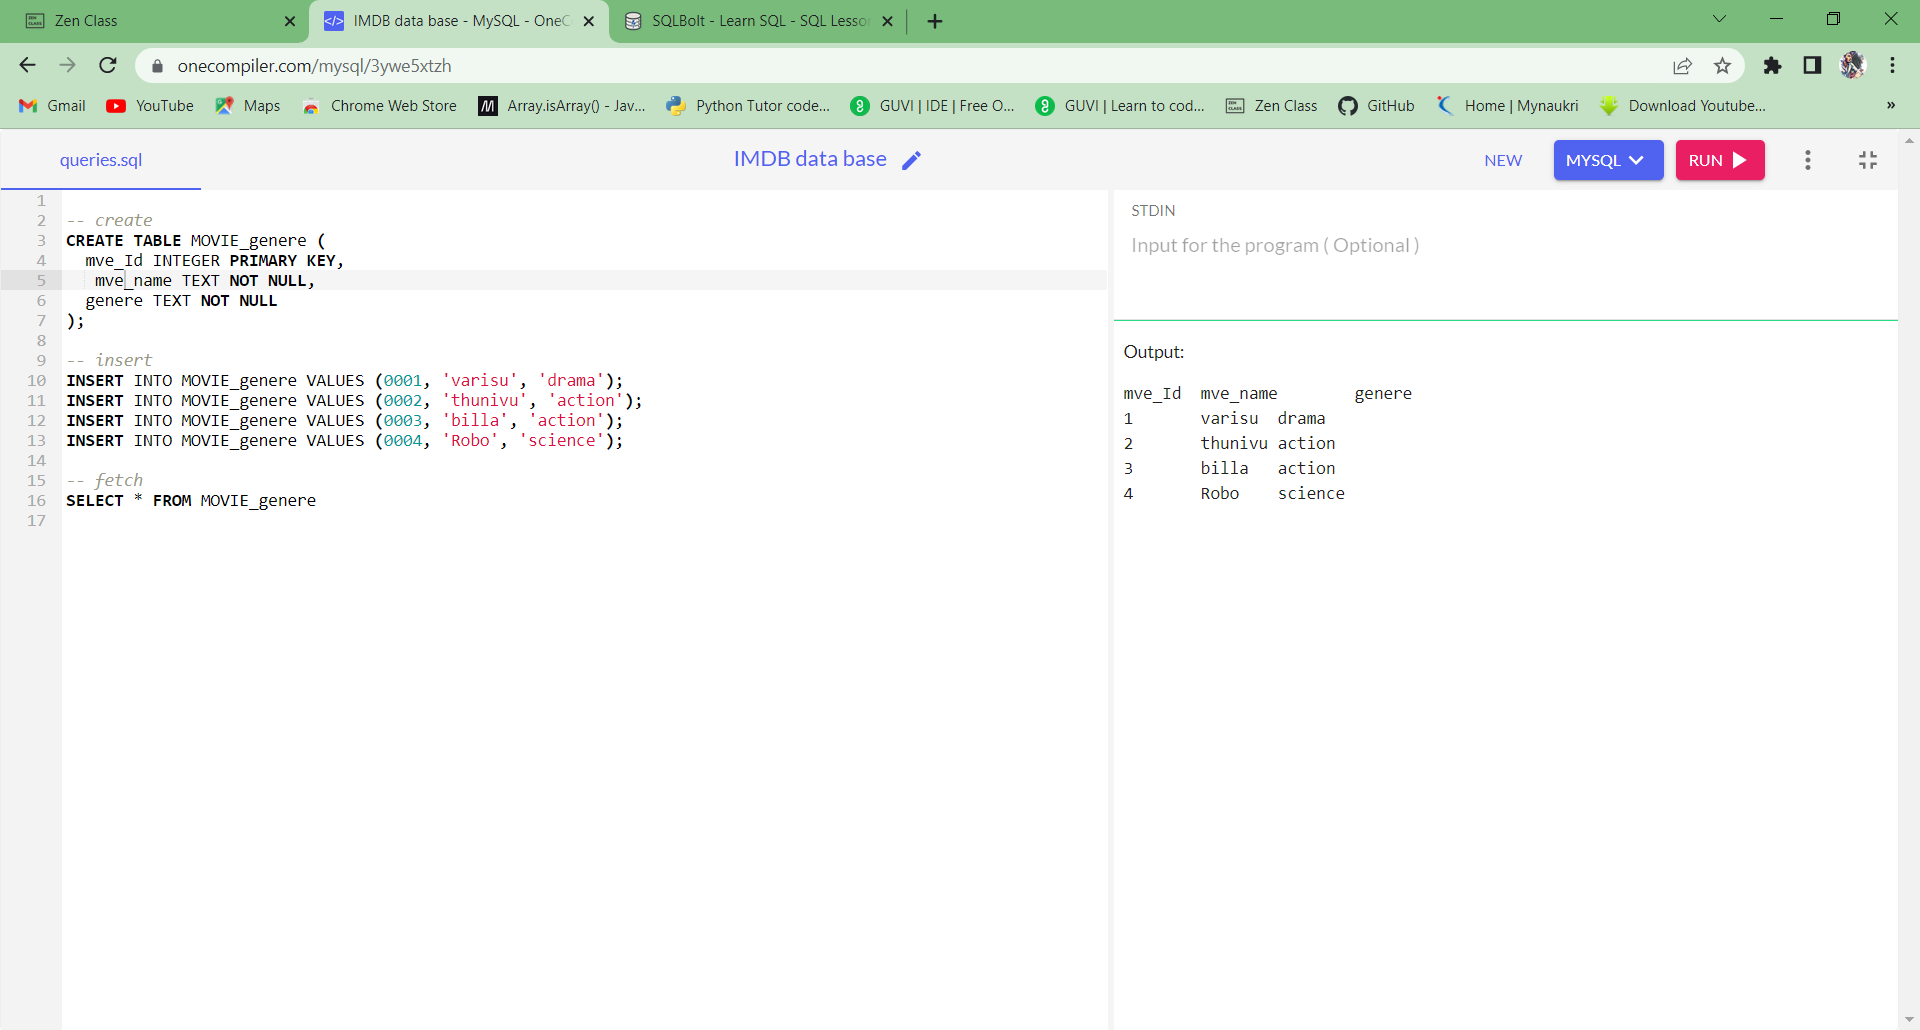 Zen Class
IMDB data base - MySQL - OneC
SQLBolt - Learn SQL - SQL Lesson
onecompiler.com/mysql/3ywe5xtzh
Gmail YouTube Maps Chrome Web Store Array.isArray() - Jav... Python Tutor code... GUVI | IDE | Free O... GUVI | Learn to cod... Zen Class GitHub Home | Mynaukri Download Youtube... »
queries.sql
IMDB data base
NEW
MYSQL
RUN
1
2 -- create
3 CREATE TABLE MOVIE_genere (
4 mve_Id INTEGER PRIMARY KEY,
5 mve_name TEXT NOT NULL,
6 genere TEXT NOT NULL
7 );
8
9 -- insert
10 INSERT INTO MOVIE_genere VALUES (0001, 'varisu', 'drama');
11 INSERT INTO MOVIE_genere VALUES (0002, 'thunivu', 'action');
12 INSERT INTO MOVIE_genere VALUES (0003, 'billa', 'action');
13 INSERT INTO MOVIE_genere VALUES (0004, 'Robo', 'science');
14
15 -- fetch
16 SELECT * FROM MOVIE_genere
17
STDIN
Input for the program ( Optional )
Output:
mve_Id mve_name genere
1 varisu drama
2 thunivu action
3 billa action
4 Robo science